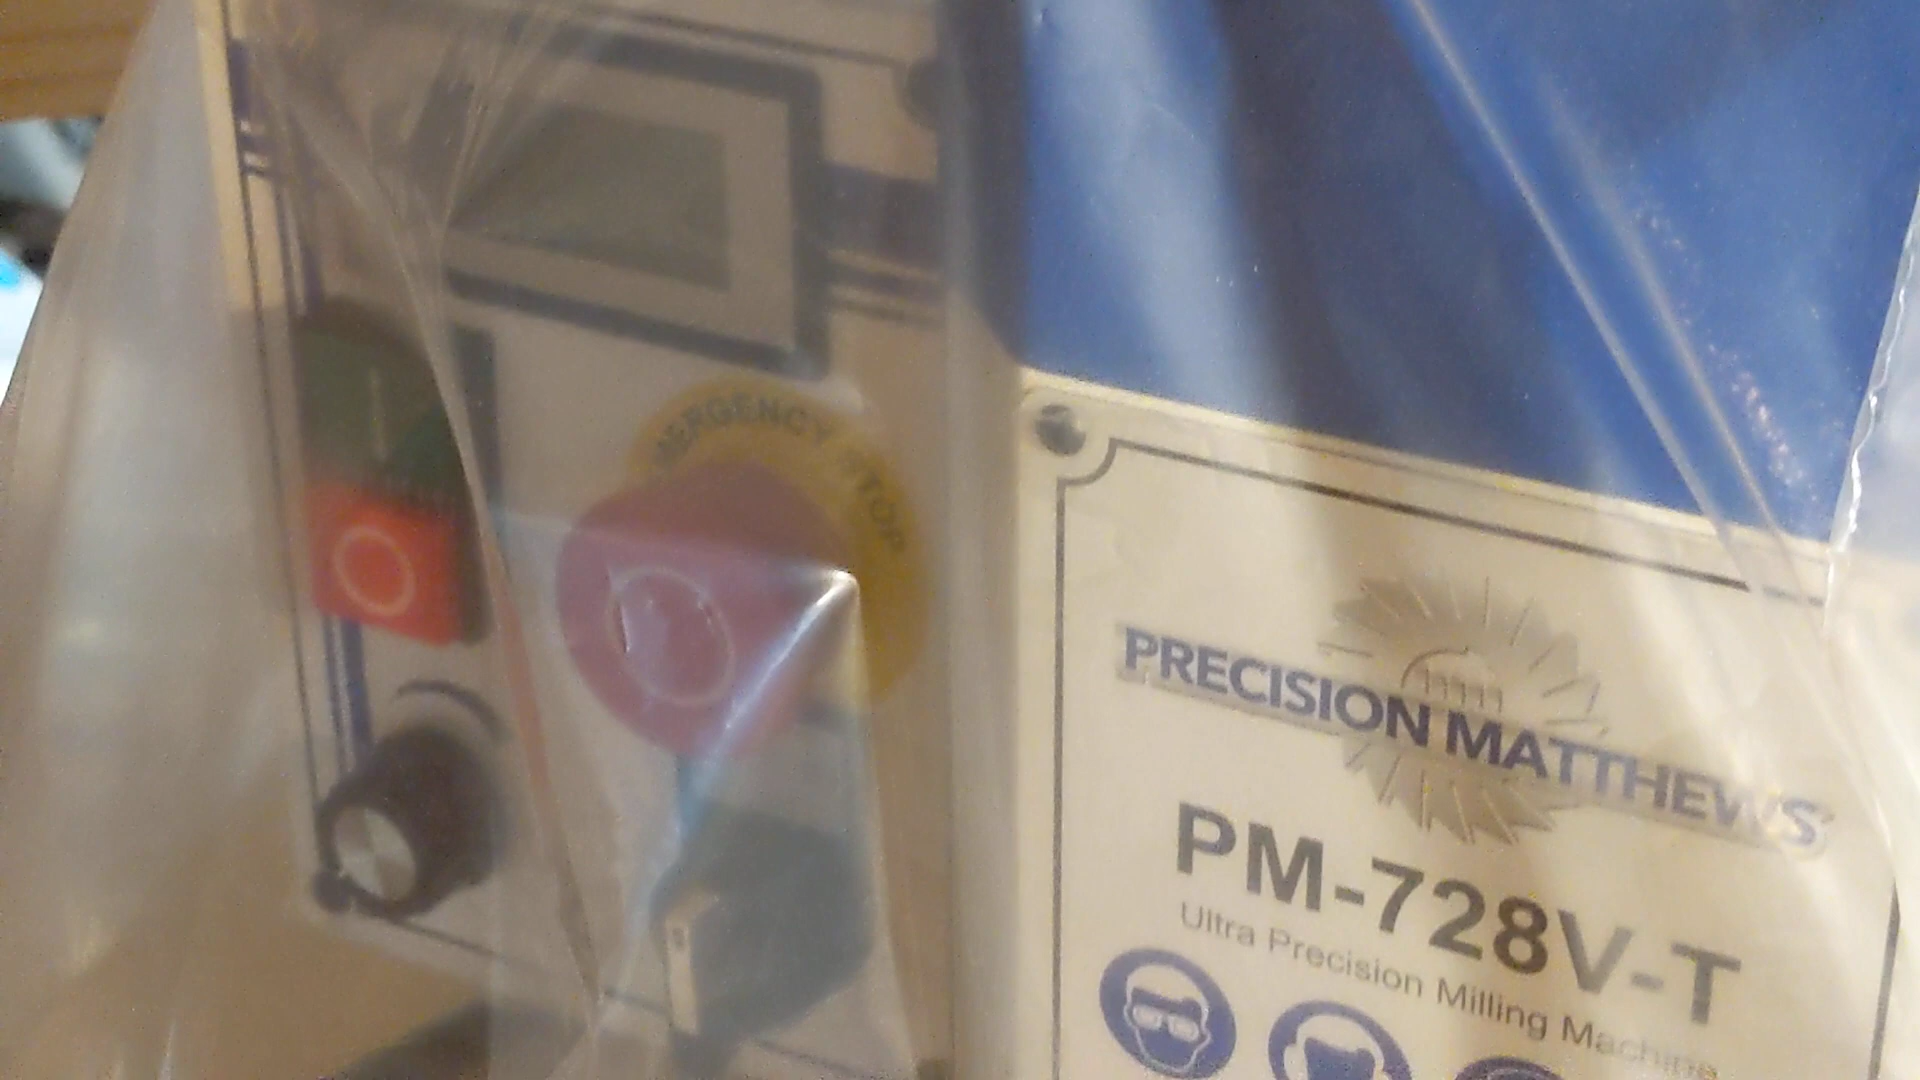 EMERGENCY STOP
PRECISION MATTHEWS
PM-728V-T
Ultra Precision Milling Machine